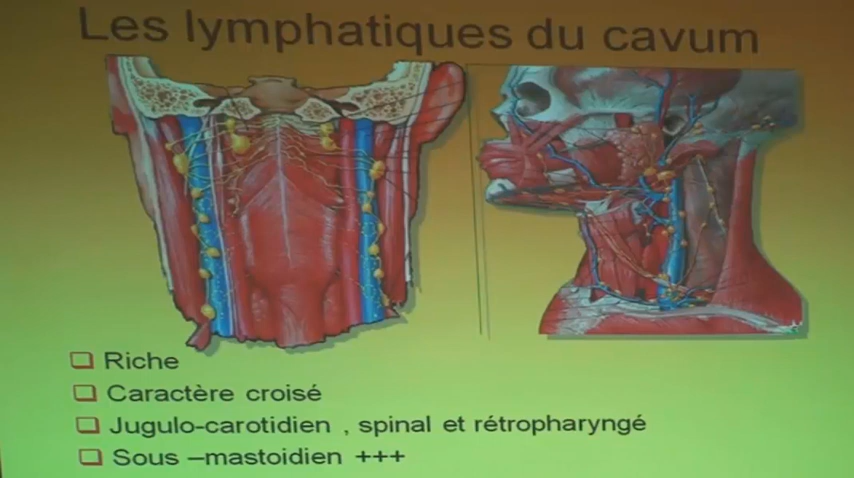 Les lymphatiques du cavum
Riche
Caractère croisé
Jugulo-carotidien , spinal et rétropharyngé
Sous –mastoidien +++